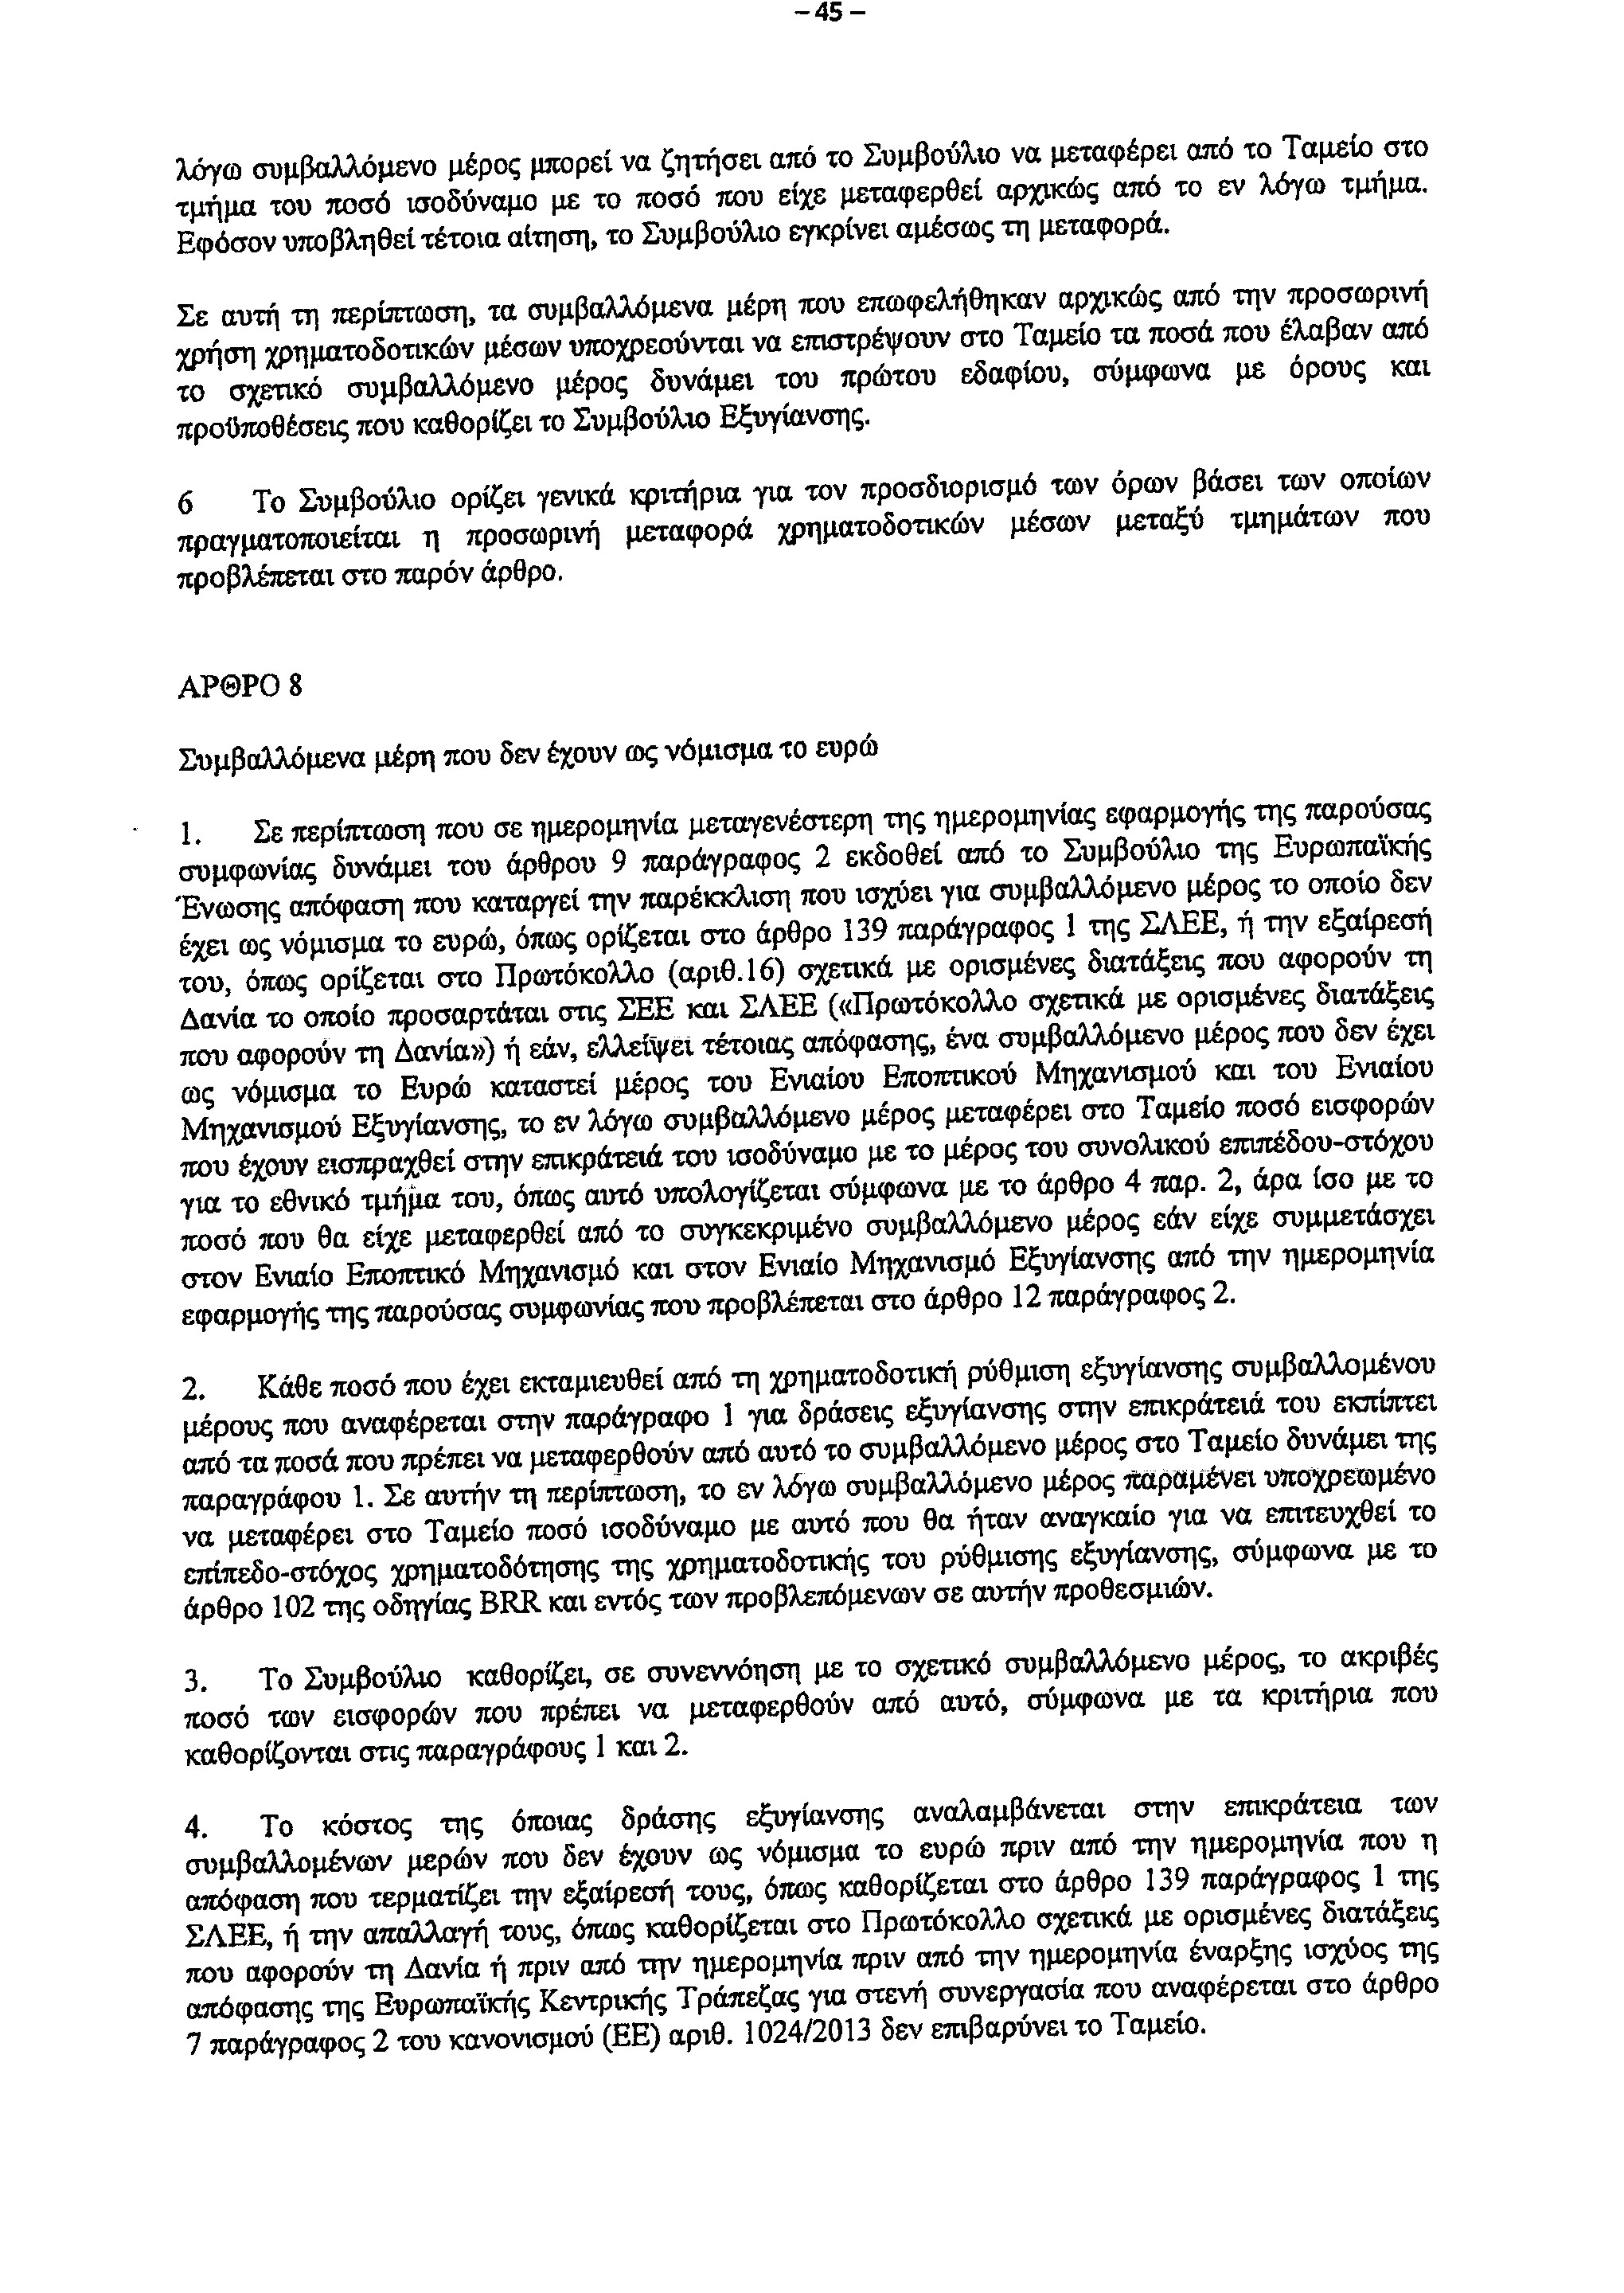 – 45 –
λόγω συμβαλλόμενο μέρος μπορεί να ζητήσει από το Συμβούλιο να μεταφέρει από το Ταμείο στο
τμήμα του ποσό ισοδύναμο με το ποσό που είχε μεταφερθεί αρχικώς από το εν λόγω τμήμα.
Εφόσον υποβληθεί τέτοια αίτηση, το Συμβούλιο εγκρίνει αμέσως τη μεταφορά.
Σε αυτή τη περίπτωση, τα συμβαλλόμενα μέρη που επωφελήθηκαν αρχικώς από την προσωρινή
χρήση χρηματοδοτικών μέσων υποχρεούνται να επιστρέψουν στο Ταμείο τα ποσά που έλαβαν από
το σχετικό συμβαλλόμενο μέρος δυνάμει του πρώτου εδαφίου, σύμφωνα με όρους και
προϋποθέσεις που καθορίζει το Συμβούλιο Εξυγίανσης.
6 Το Συμβούλιο ορίζει γενικά κριτήρια για τον προσδιορισμό των όρων βάσει των οποίων
πραγματοποιείται η προσωρινή μεταφορά χρηματοδοτικών μέσων μεταξύ τμημάτων που
προβλέπεται στο παρόν άρθρο.
ΑΡΘΡΟ 8
Συμβαλλόμενα μέρη που δεν έχουν ως νόμισμα το ευρώ
1. Σε περίπτωση που σε ημερομηνία μεταγενέστερη της ημερομηνίας εφαρμογής της παρούσας
συμφωνίας δυνάμει του άρθρου 9 παράγραφος 2 εκδοθεί από το Συμβούλιο της Ευρωπαϊκής
Ένωσης απόφαση που καταργεί την παρέκκλιση που ισχύει για συμβαλλόμενο μέρος το οποίο δεν
έχει ως νόμισμα το ευρώ, όπως ορίζεται στο άρθρο 139 παράγραφος 1 της ΣΛΕΕ, ή την εξαίρεσή
του, όπως ορίζεται στο Πρωτόκολλο (αριθ.16) σχετικά με ορισμένες διατάξεις που αφορούν τη
Δανία το οποίο προσαρτάται στις ΣΕΕ και ΣΛΕΕ («Πρωτόκολλο σχετικά με ορισμένες διατάξεις
που αφορούν τη Δανία») ή εάν, ελλείψει τέτοιας απόφασης, ένα συμβαλλόμενο μέρος που δεν έχει
ως νόμισμα το Ευρώ καταστεί μέρος του Ενιαίου Εποπτικού Μηχανισμού και του Ενιαίου
Μηχανισμού Εξυγίανσης, το εν λόγω συμβαλλόμενο μέρος μεταφέρει στο Ταμείο ποσό εισφορών
που έχουν εισπραχθεί στην επικράτειά του ισοδύναμο με το μέρος του συνολικού επιπέδου-στόχου
για το εθνικό τμήμα του, όπως αυτό υπολογίζεται σύμφωνα με το άρθρο 4 παρ. 2, άρα ίσο με το
ποσό που θα είχε μεταφερθεί από το συγκεκριμένο συμβαλλόμενο μέρος εάν είχε συμμετάσχει
στον Ενιαίο Εποπτικό Μηχανισμό και στον Ενιαίο Μηχανισμό Εξυγίανσης από την ημερομηνία
εφαρμογής της παρούσας συμφωνίας που προβλέπεται στο άρθρο 12 παράγραφος 2.
2. Κάθε ποσό που έχει εκταμιευθεί από τη χρηματοδοτική ρύθμιση εξυγίανσης συμβαλλομένου
μέρους που αναφέρεται στην παράγραφο 1 για δράσεις εξυγίανσης στην επικράτειά του εκπίπτει
από τα ποσά που πρέπει να μεταφερθούν από αυτό το συμβαλλόμενο μέρος στο Ταμείο δυνάμει της
παραγράφου 1. Σε αυτήν τη περίπτωση, το εν λόγω συμβαλλόμενο μέρος παραμένει υποχρεωμένο
να μεταφέρει στο Ταμείο ποσό ισοδύναμο με αυτό που θα ήταν αναγκαίο για να επιτευχθεί το
επίπεδο-στόχος χρηματοδότησης της χρηματοδοτικής του ρύθμισης εξυγίανσης, σύμφωνα με το
άρθρο 102 της οδηγίας BRR και εντός των προβλεπόμενων σε αυτήν προθεσμιών.
3. Το Συμβούλιο καθορίζει, σε συνεννόηση με το σχετικό συμβαλλόμενο μέρος, το ακριβές
ποσό των εισφορών που πρέπει να μεταφερθούν από αυτό, σύμφωνα με τα κριτήρια που
καθορίζονται στις παραγράφους 1 και 2.
4. Το κόστος της όποιας δράσης εξυγίανσης αναλαμβάνεται στην επικράτεια των
συμβαλλομένων μερών που δεν έχουν ως νόμισμα το ευρώ πριν από την ημερομηνία που η
απόφαση που τερματίζει την εξαίρεσή τους, όπως καθορίζεται στο άρθρο 139 παράγραφος 1 της
ΣΛΕΕ, ή την απαλλαγή τους, όπως καθορίζεται στο Πρωτόκολλο σχετικά με ορισμένες διατάξεις
που αφορούν τη Δανία ή πριν από την ημερομηνία πριν από την ημερομηνία έναρξης ισχύος της
απόφασης της Ευρωπαϊκής Κεντρικής Τράπεζας για στενή συνεργασία που αναφέρεται στο άρθρο
7 παράγραφος 2 του κανονισμού (ΕΕ) αριθ. 1024/2013 δεν επιβαρύνει το Ταμείο.